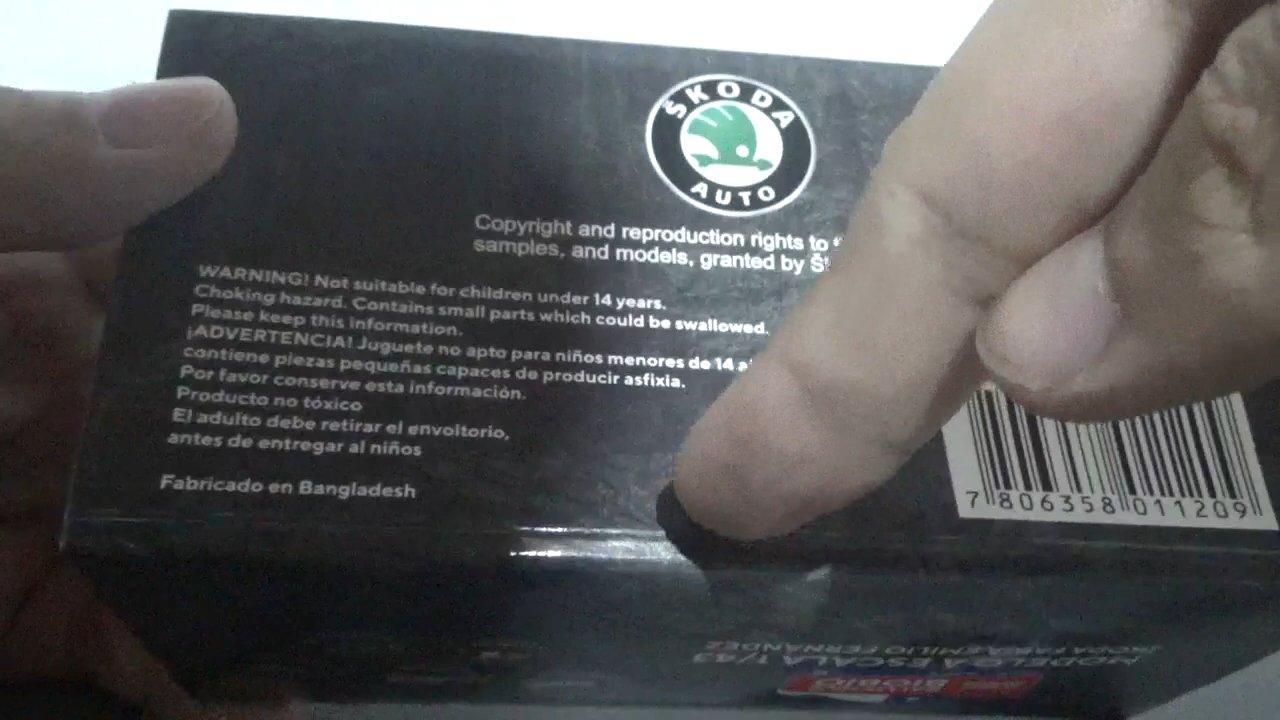 ŠKODA
AUTO
Copyright and reproduction rights to
samples, and models, granted by
WARNING! Not suitable for children under 14 years.
Choking hazard. Contains small parts which could be swallowed.
Please keep this information.
¡ADVERTENCIA! Juguete no apto para niños menores de 14
contiene piezas pequeñas capaces de producir asfixia.
Por favor conserve esta información.
Producto no tóxico
El adulto debe retirar el envoltorio,
antes de entregar al niños
Fabricado en Bangladesh
7 806358 011209
FABIA EMILIO FERNÁNDEZ
MODELO A ESCALA 1/43